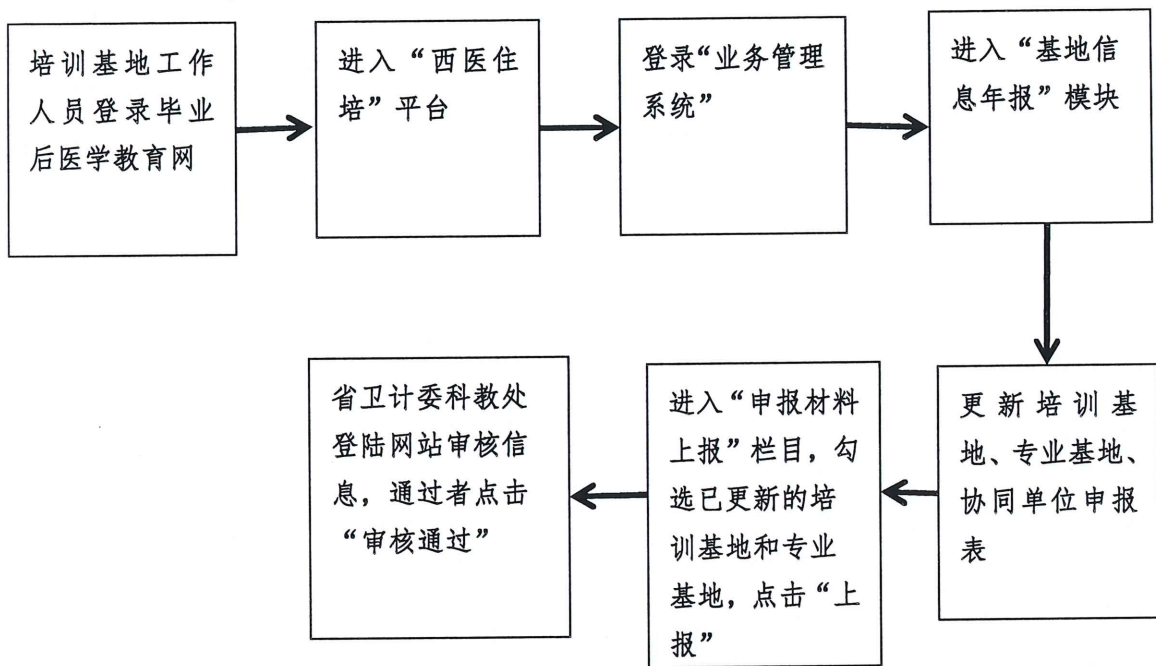 培训基地工作
人员登录毕业
后医学教育网
进入“西医住
培”平台
登录“业务管理
系统”
进入“基地信
息年报”模块
更新培训基
地、专业基地、
协同单位申报
表
进入“申报材料
上报”栏目，勾
选已更新的培
训基地和专业
基地，点击“上
报”
省卫计委科教处
登陆网站审核信
息，通过者点击
“审核通过”